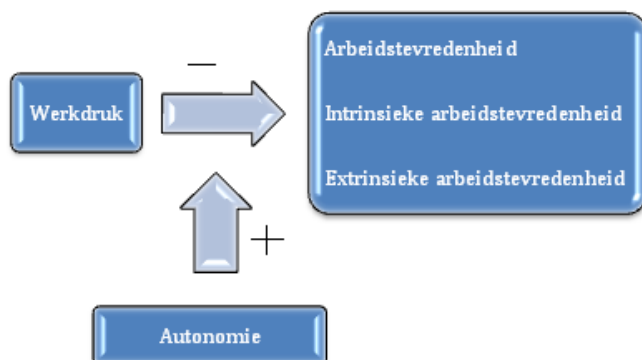 Arbeidstevredenheid
—
Werkdruk
Intrinsieke arbeidstevredenheid
Extrinsieke arbeidstevredenheid
+
Autonomie